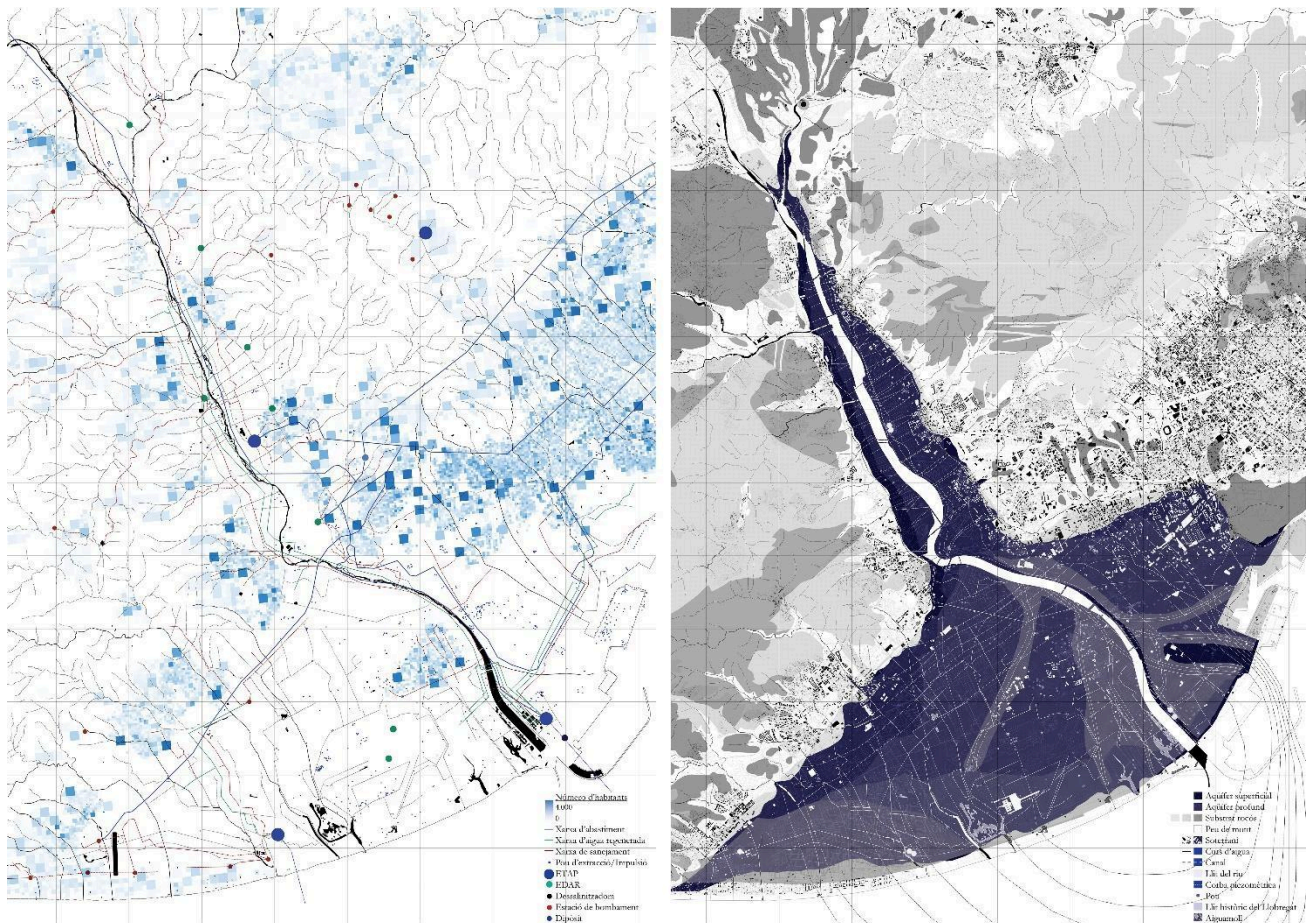 Número d'habitants
4.000
0
Xarxa d'abastiment
Xarxa d'aigua regenerada
Xarxa de sanejament
Pou d'extracció/Impulsió
ETAP
EDAR
Dessalinitzadora
Estació de bombament
Dipòsit
Aqüífer superficial
Aqüífer profund
Substrat rocós
Peu de mont
Soterrani
Curs d'aigua
Canal
Llit del riu
Corba piezomètrica
Pou
Llit històric del Llobregat
Aiguamoll